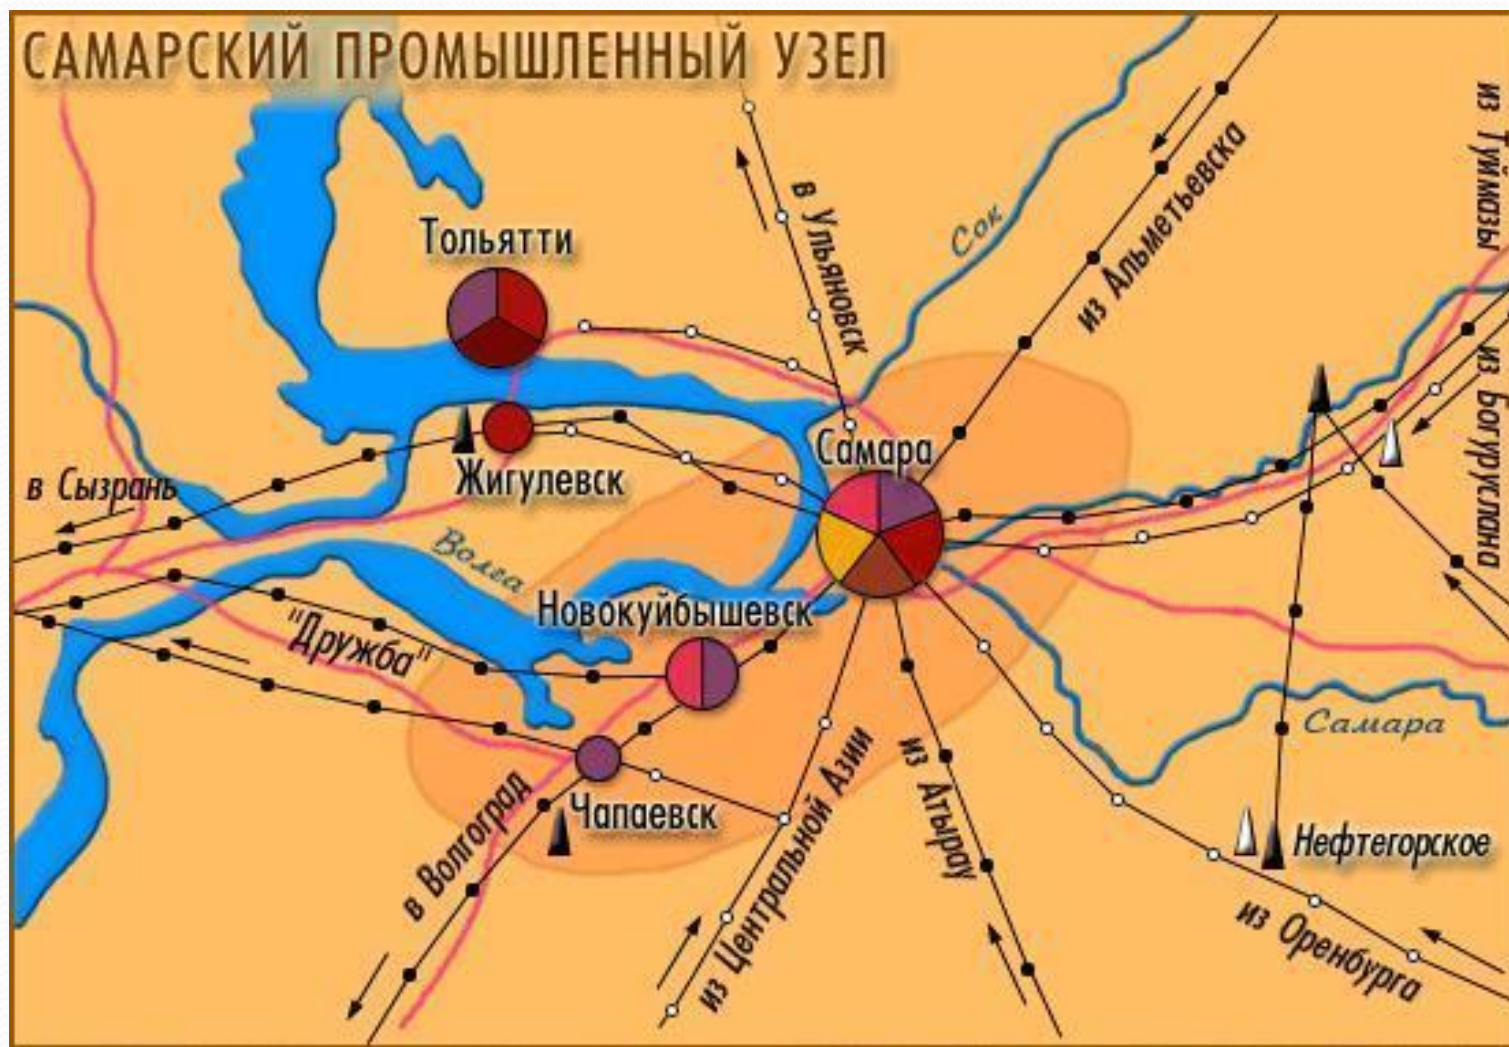 САМАРСКИЙ ПРОМЫШЛЕННЫЙ УЗЕЛ
из Туймазы
в Ульяновск
Сок
из Альметьевска
Тольятти
из Богуруслана
Самара
Жигулевск
в Сызрань
Волга
Новокуйбышевск
"Дружба"
Самара
Чапаевск
в Волгоград
из Центральной Азии
из Атырау
Нефтегорское
из Оренбурга